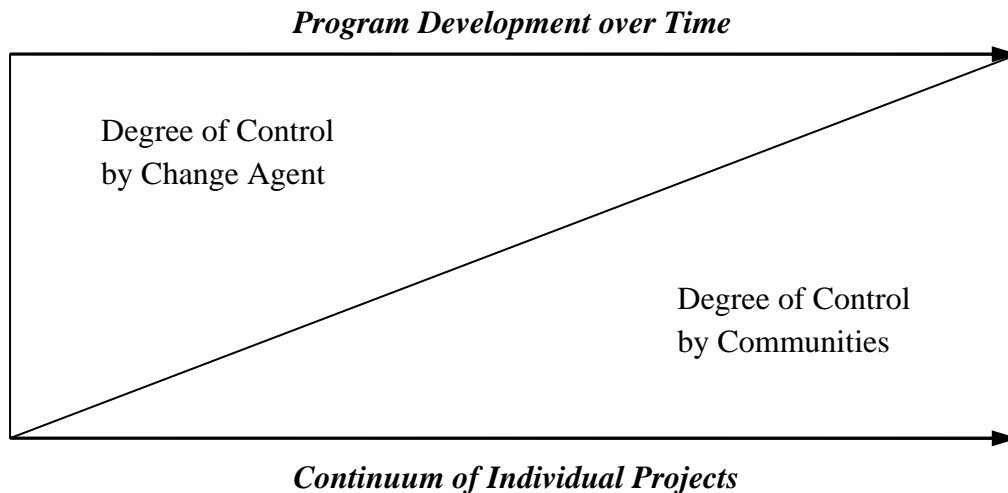 Program Development over Time
Degree of Control
by Change Agent
Degree of Control
by Communities
Continuum of Individual Projects